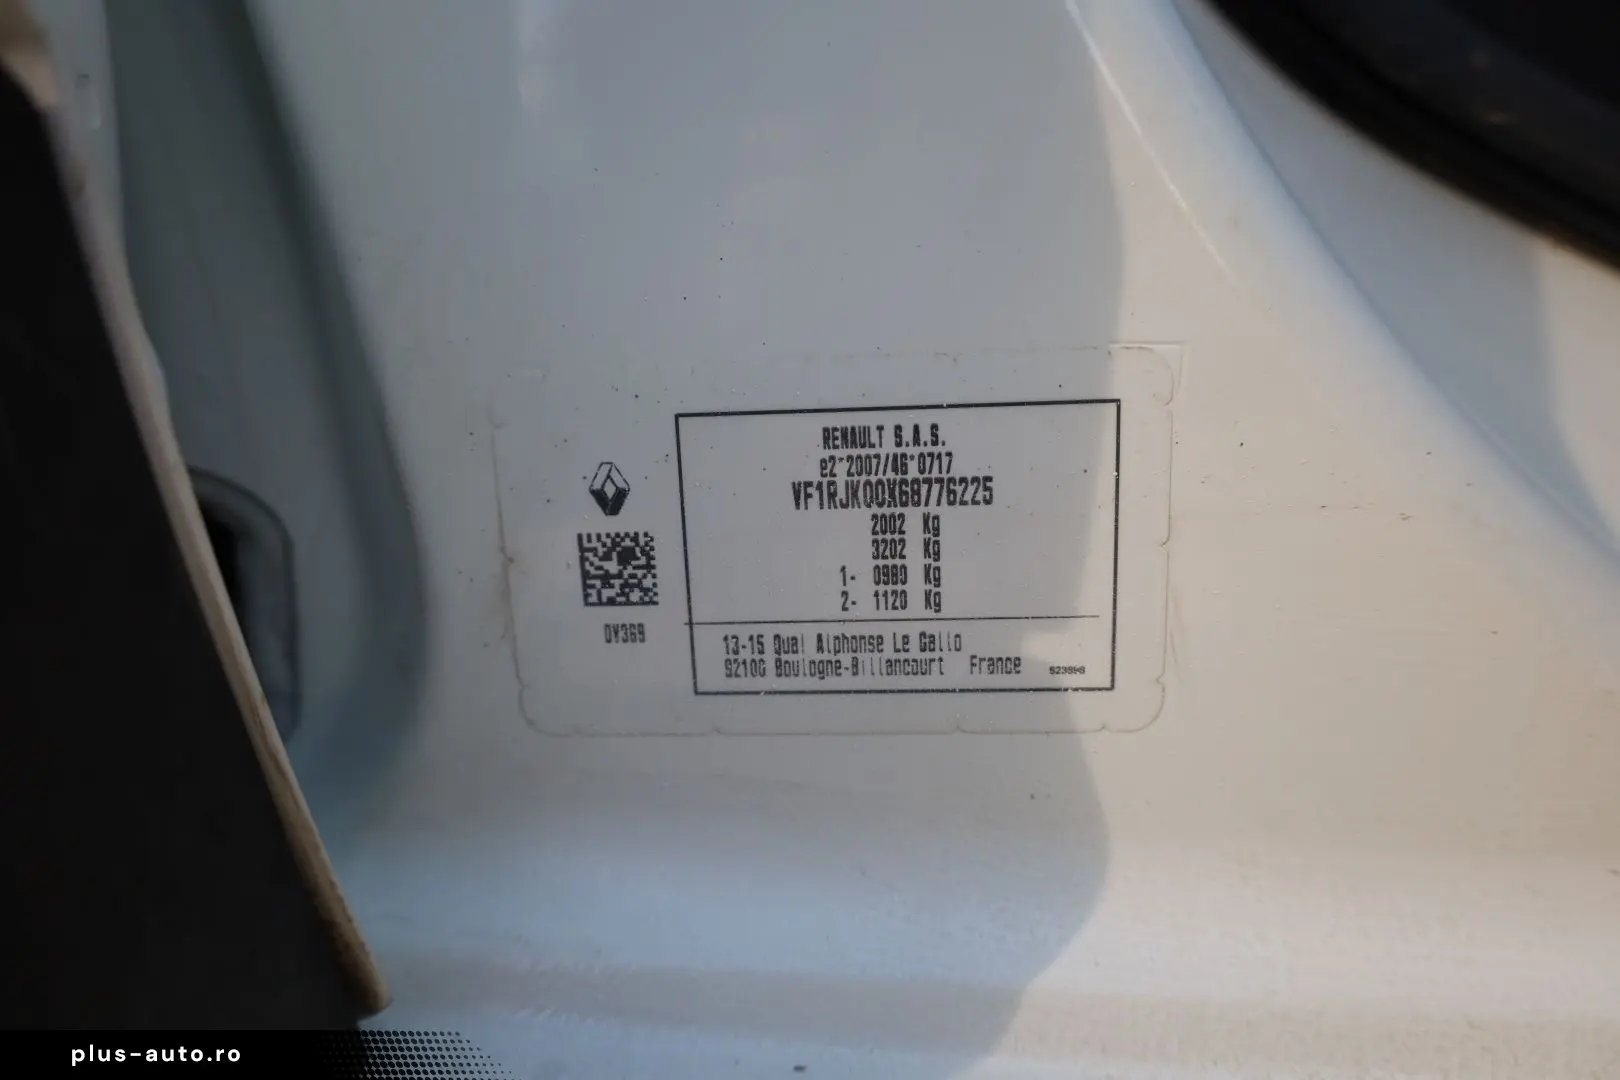 RENAULT S.A.S.
e2*2007/46*0717
VF1RJK00X68776225
2002 Kg
3202 Kg
1- 0980 Kg
2- 1120 Kg
DV369
13-15 Quai Alphonse Le Gallo
92100 Boulogne-Billancourt France
plus-auto.ro